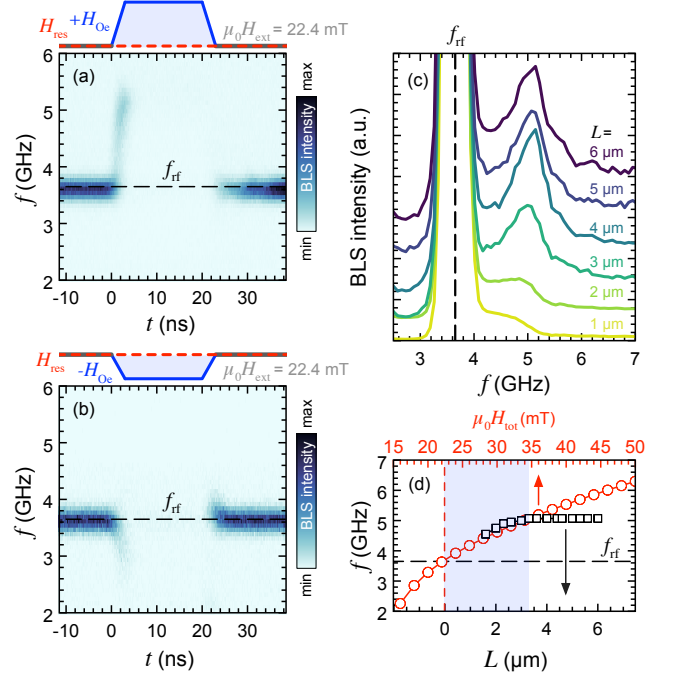 H_res +H_Oe
μ₀H_ext = 22.4 mT
(a)
max
BLS intensity
min
f_rf
f (GHz)
6
5
4
3
2
-10
0
10
20
30
t (ns)
H_res
-H_Oe
μ₀H_ext = 22.4 mT
(b)
max
BLS intensity
min
f_rf
f (GHz)
6
5
4
3
2
-10
0
10
20
30
t (ns)
f_rf
(c)
BLS intensity (a.u.)
L =
6 μm
5 μm
4 μm
3 μm
2 μm
1 μm
3
4
5
6
7
f (GHz)
μ₀H_tot (mT)
15
20
25
30
35
40
45
50
(d)
f_rf
f (GHz)
7
6
5
4
3
2
0
2
4
6
L (μm)